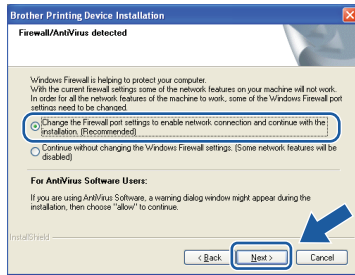 Brother Printing Device Installation
Firewall/AntiVirus detected
Windows Firewall is helping to protect your computer.
With the current firewall settings some of the network features on your machine will not work.
In order for all the network features of the machine to work, some of the Windows Firewall port
settings need to be changed.
Change the Firewall port settings to enable network connection and continue with the
installation. (Recommended)
Continue without changing the Windows Firewall settings. (Some network features will be
disabled)
For AntiVirus Software Users:
If you are using AntiVirus Software, a warning dialog window might appear during the
installation, then choose "allow" to continue.
InstallShield
< Back Next > Cancel